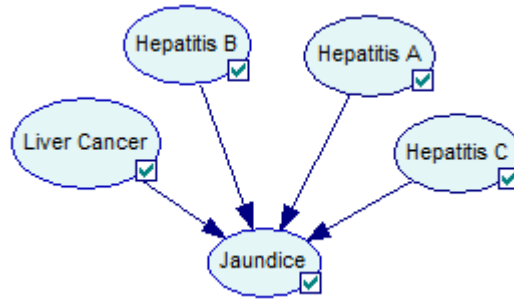 Hepatitis B
Hepatitis A
Liver Cancer
Hepatitis C
Jaundice